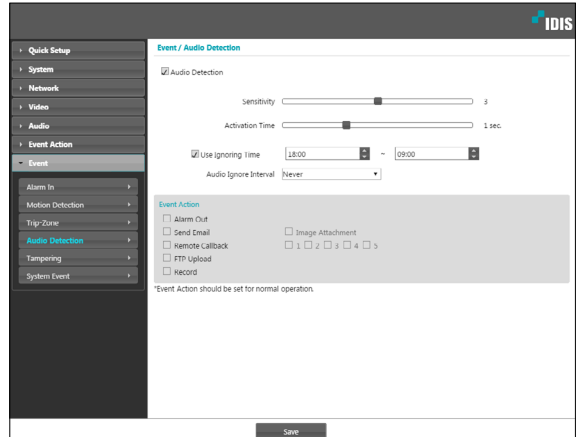 IDIS
Quick Setup
System
Network
Video
Audio
Event Action
Event
Alarm In
Motion Detection
Trip-Zone
Audio Detection
Tampering
System Event
Event / Audio Detection
Audio Detection
Sensitivity 3
Activation Time 1 sec.
Use Ignoring Time 18:00 ~ 09:00
Audio Ignore Interval Never
Event Action
Alarm Out
Send Email Image Attachment
Remote Callback 1 2 3 4 5
FTP Upload
Record
*Event Action should be set for normal operation.
Save